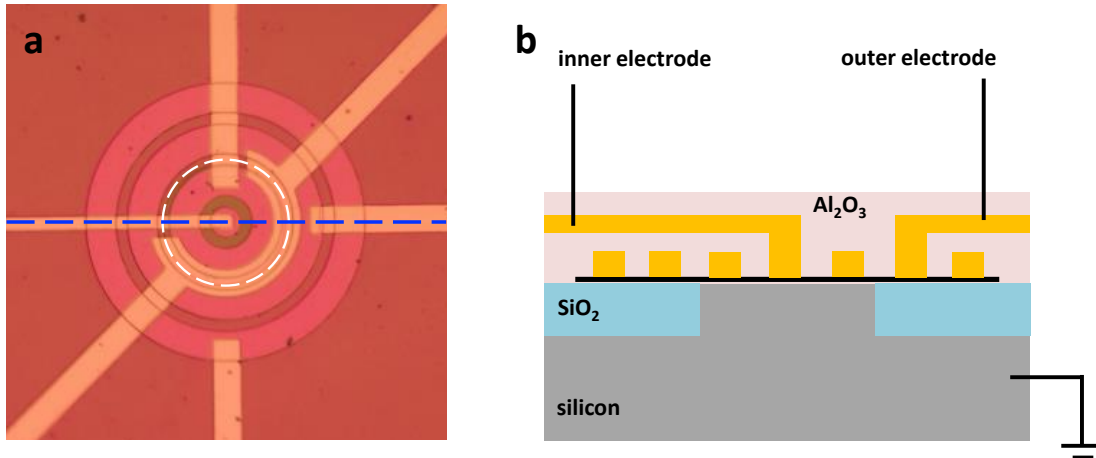 a
b
inner electrode
outer electrode
Al₂O₃
SiO₂
silicon